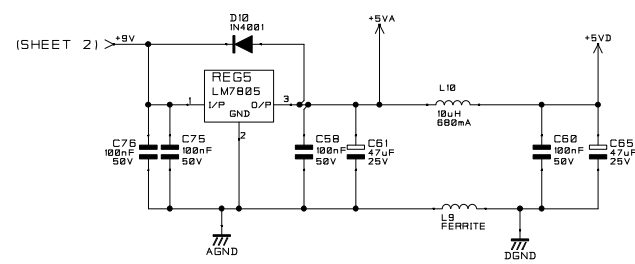 D10
1N4001
(SHEET 2)
+9V
+5VA
+5VD
REG5
LM7805
1
I/P
O/P
3
GND
2
L10
10uH
680mA
C76
100nF
50V
C75
100nF
50V
C58
100nF
50V
C61
47uF
25V
C60
100nF
50V
C65
47uF
25V
L9
FERRITE
AGND
DGND